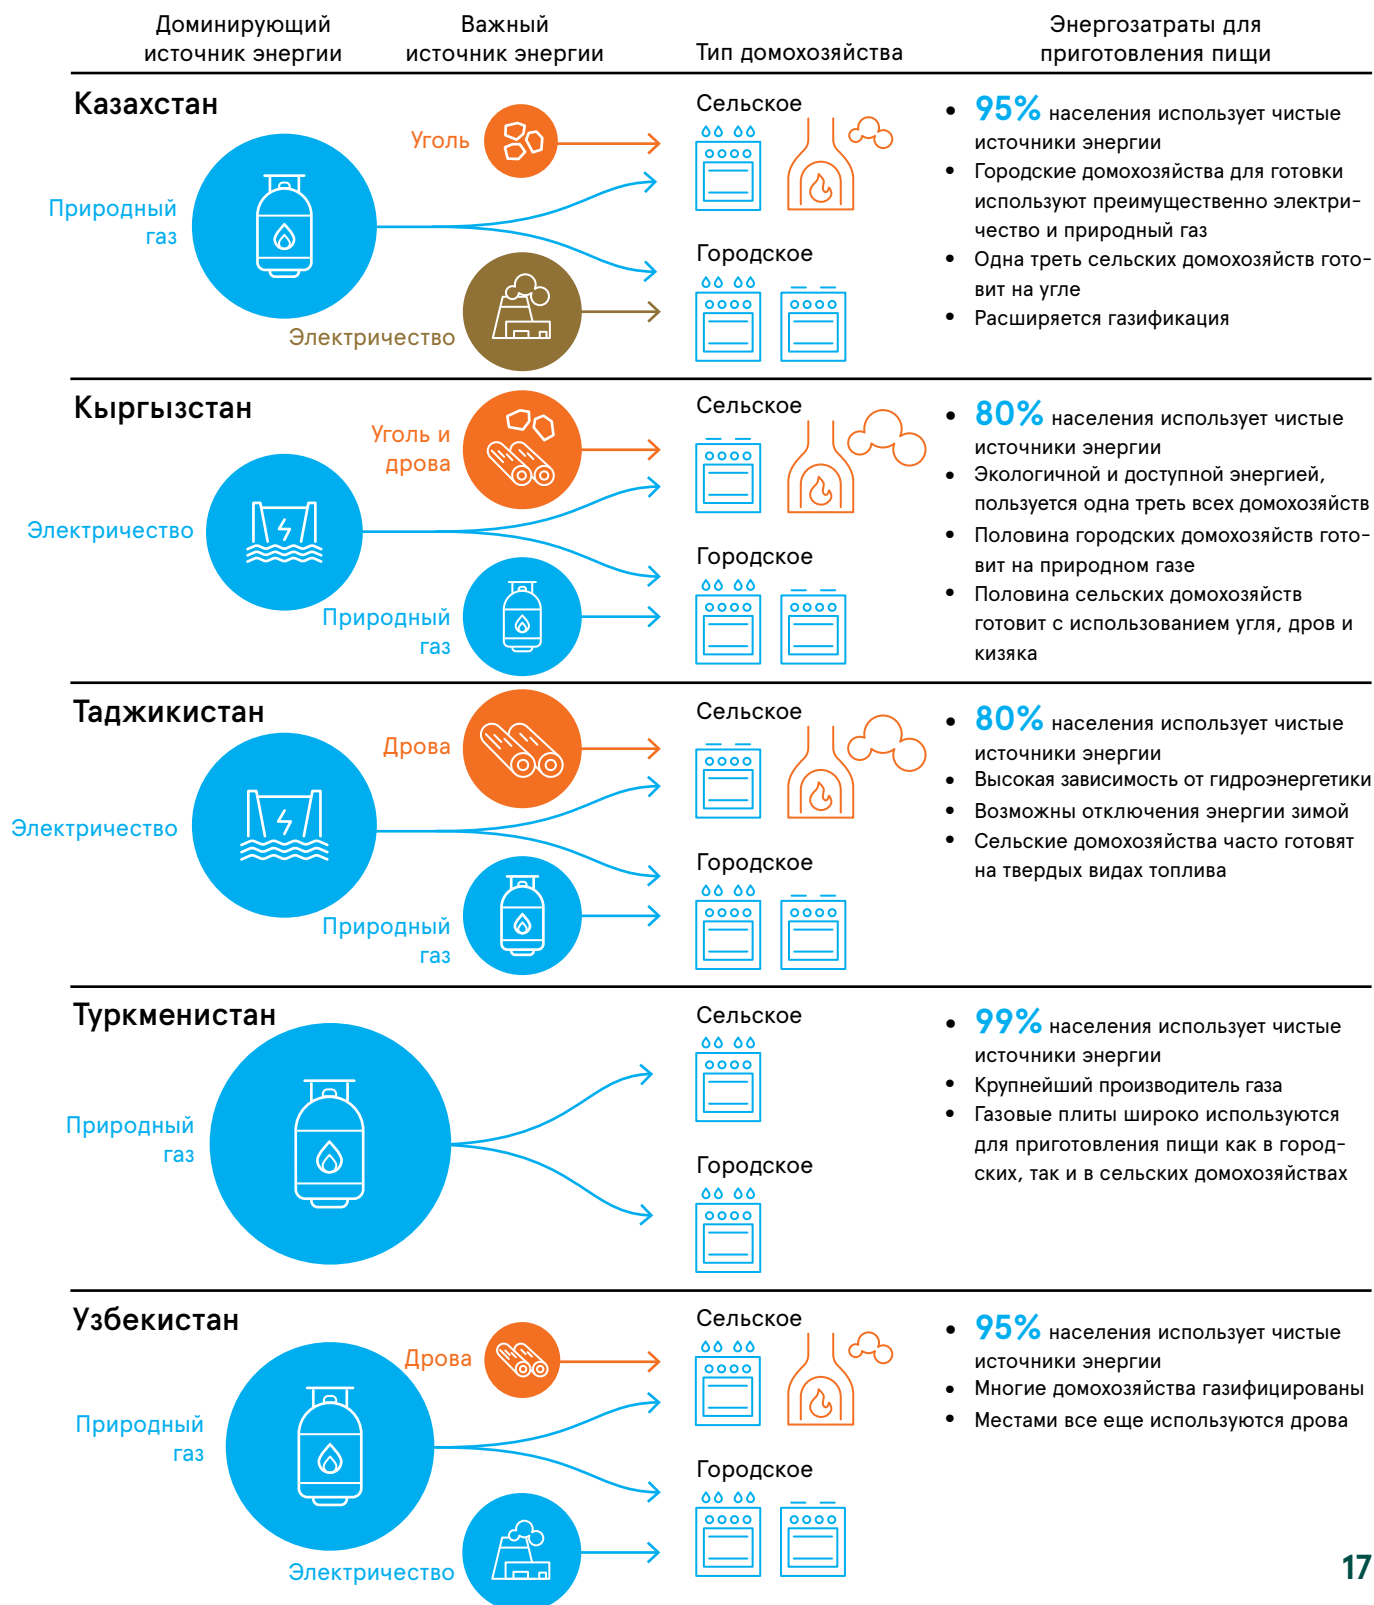 Доминирующий
источник энергии
Важный
источник энергии
Тип домохозяйства
Энергозатраты для
приготовления пищи
Казахстан
Природный
газ
Уголь
Электричество
Сельское
Городское
• 95% населения использует чистые
источники энергии
• Городские домохозяйства для готовки
используют преимущественно электри-
чество и природный газ
• Одна треть сельских домохозяйств гото-
вит на угле
• Расширяется газификация
Кыргызстан
Электричество
Уголь и
дрова
Природный
газ
Сельское
Городское
• 80% населения использует чистые
источники энергии
• Экологичной и доступной энергией,
пользуется одна треть всех домохозяйств
• Половина городских домохозяйств гото-
вит на природном газе
• Половина сельских домохозяйств
готовит с использованием угля, дров и
кизяка
Таджикистан
Электричество
Дрова
Природный
газ
Сельское
Городское
• 80% населения использует чистые
источники энергии
• Высокая зависимость от гидроэнергетики
• Возможны отключения энергии зимой
• Сельские домохозяйства часто готовят
на твердых видах топлива
Туркменистан
Природный
газ
Сельское
Городское
• 99% населения использует чистые
источники энергии
• Крупнейший производитель газа
• Газовые плиты широко используются
для приготовления пищи как в город-
ских, так и в сельских домохозяйствах
Узбекистан
Природный
газ
Дрова
Электричество
Сельское
Городское
• 95% населения использует чистые
источники энергии
• Многие домохозяйства газифицированы
• Местами все еще используются дрова
17